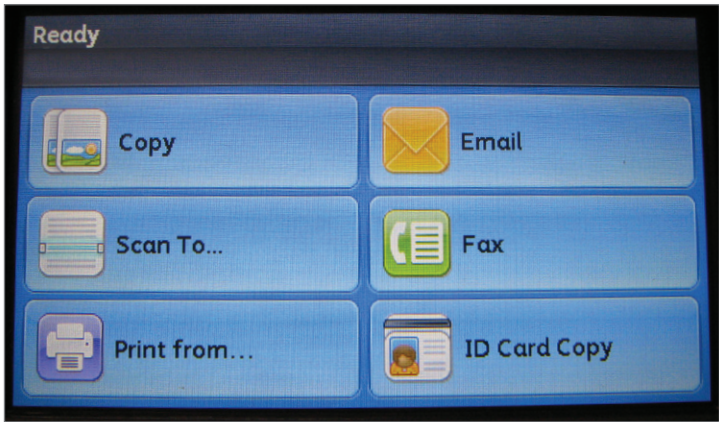 Ready
Copy
Email
Scan To...
Fax
Print from...
ID Card Copy